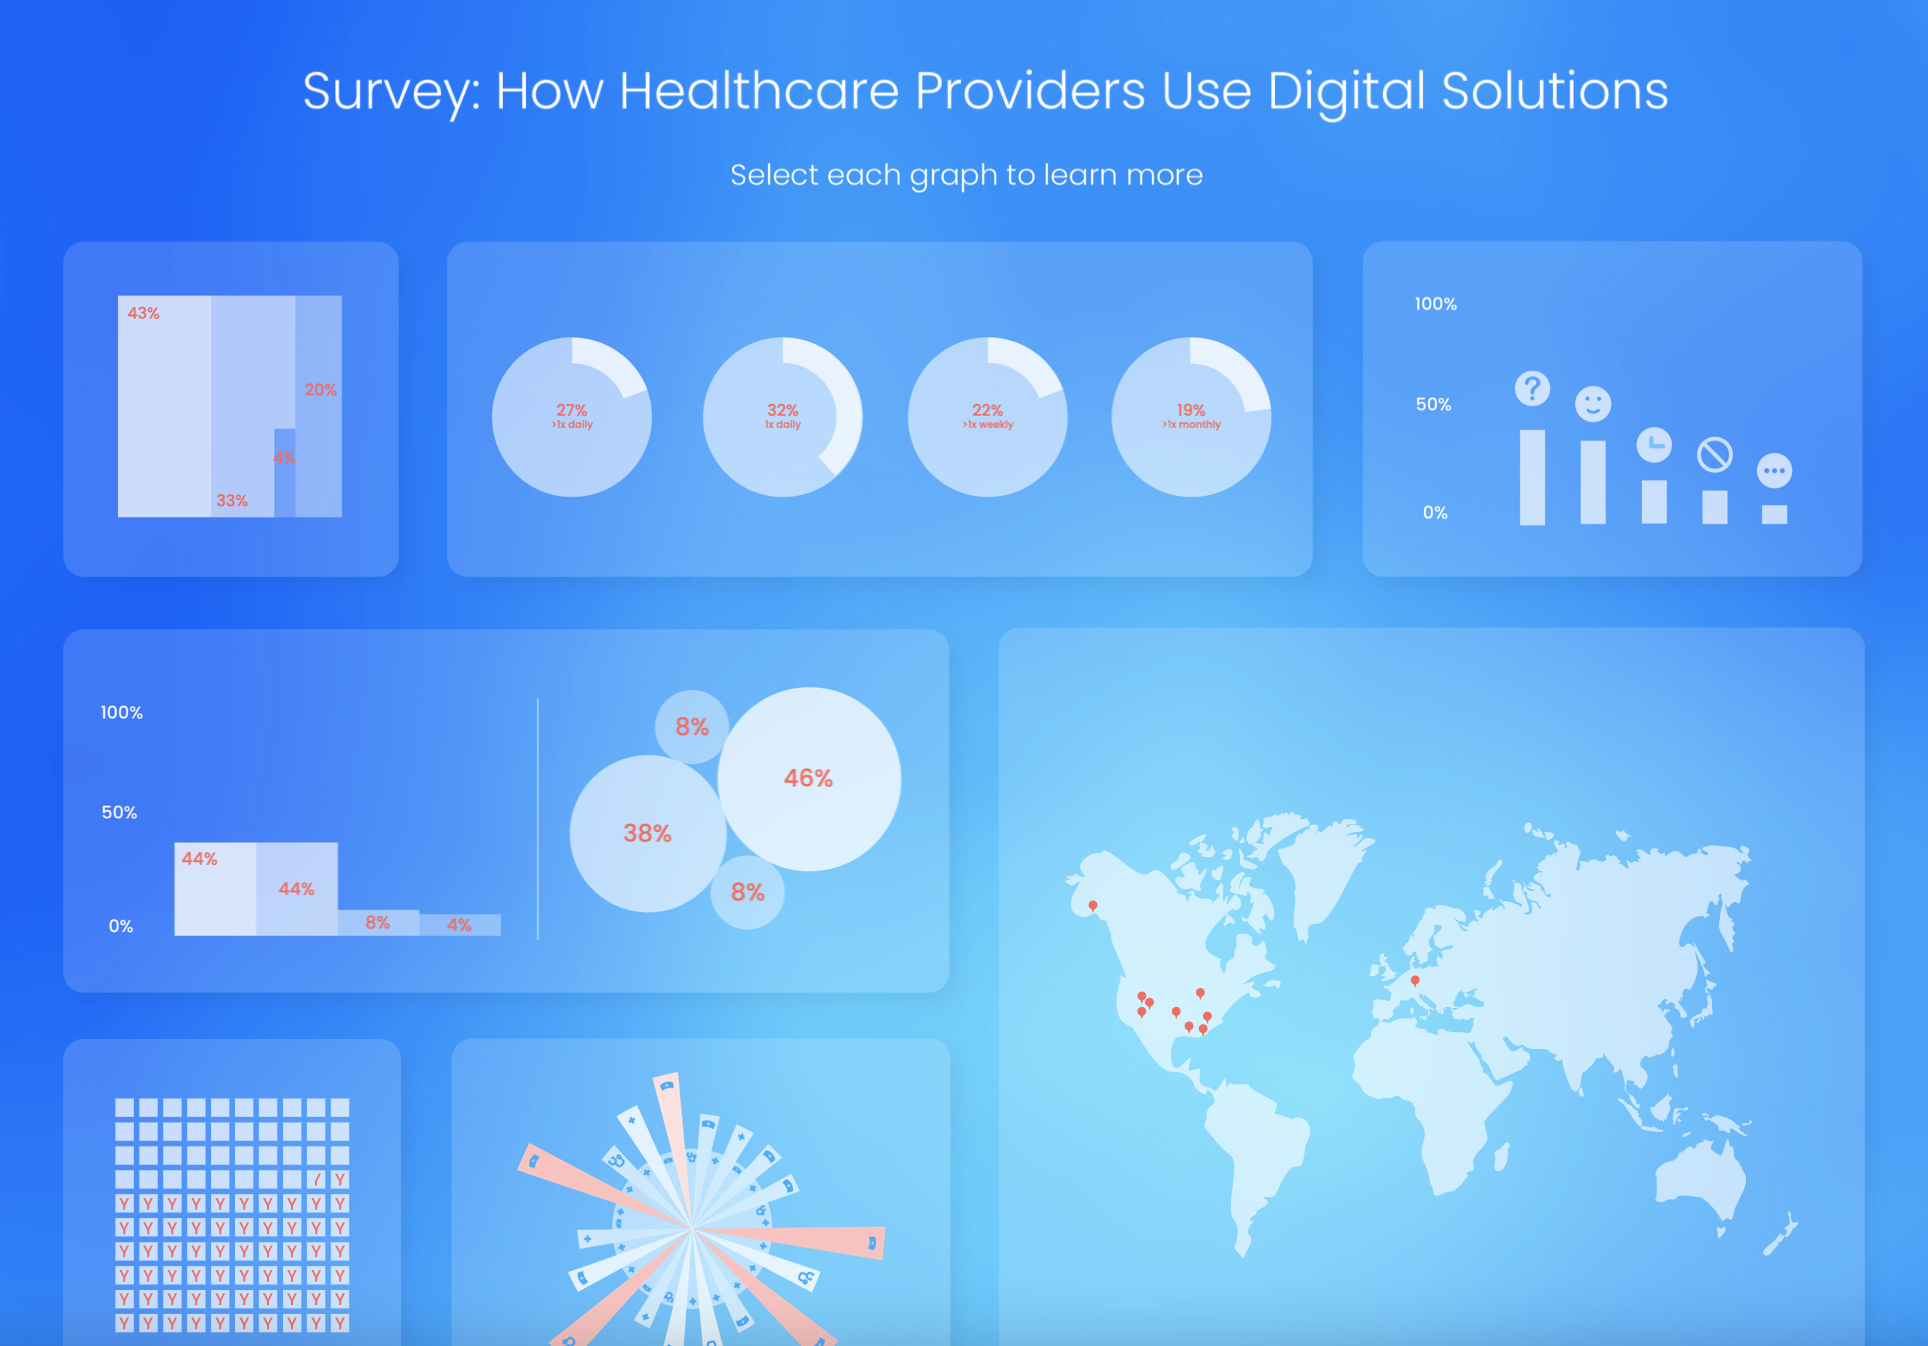 Survey: How Healthcare Providers Use Digital Solutions
Select each graph to learn more
43%
20%
4%
33%
27%
>1x daily
32%
1x daily
22%
>1x weekly
19%
>1x monthly
100%
50%
0%
?
100%
50%
0%
44%
44%
8%
4%
8%
46%
38%
8%
Y
Y Y Y Y Y Y Y Y Y Y
Y Y Y Y Y Y Y Y Y Y
Y Y Y Y Y Y Y Y Y Y
Y Y Y Y Y Y Y Y Y Y
Y Y Y Y Y Y Y Y Y Y
Y Y Y Y Y Y Y Y Y Y